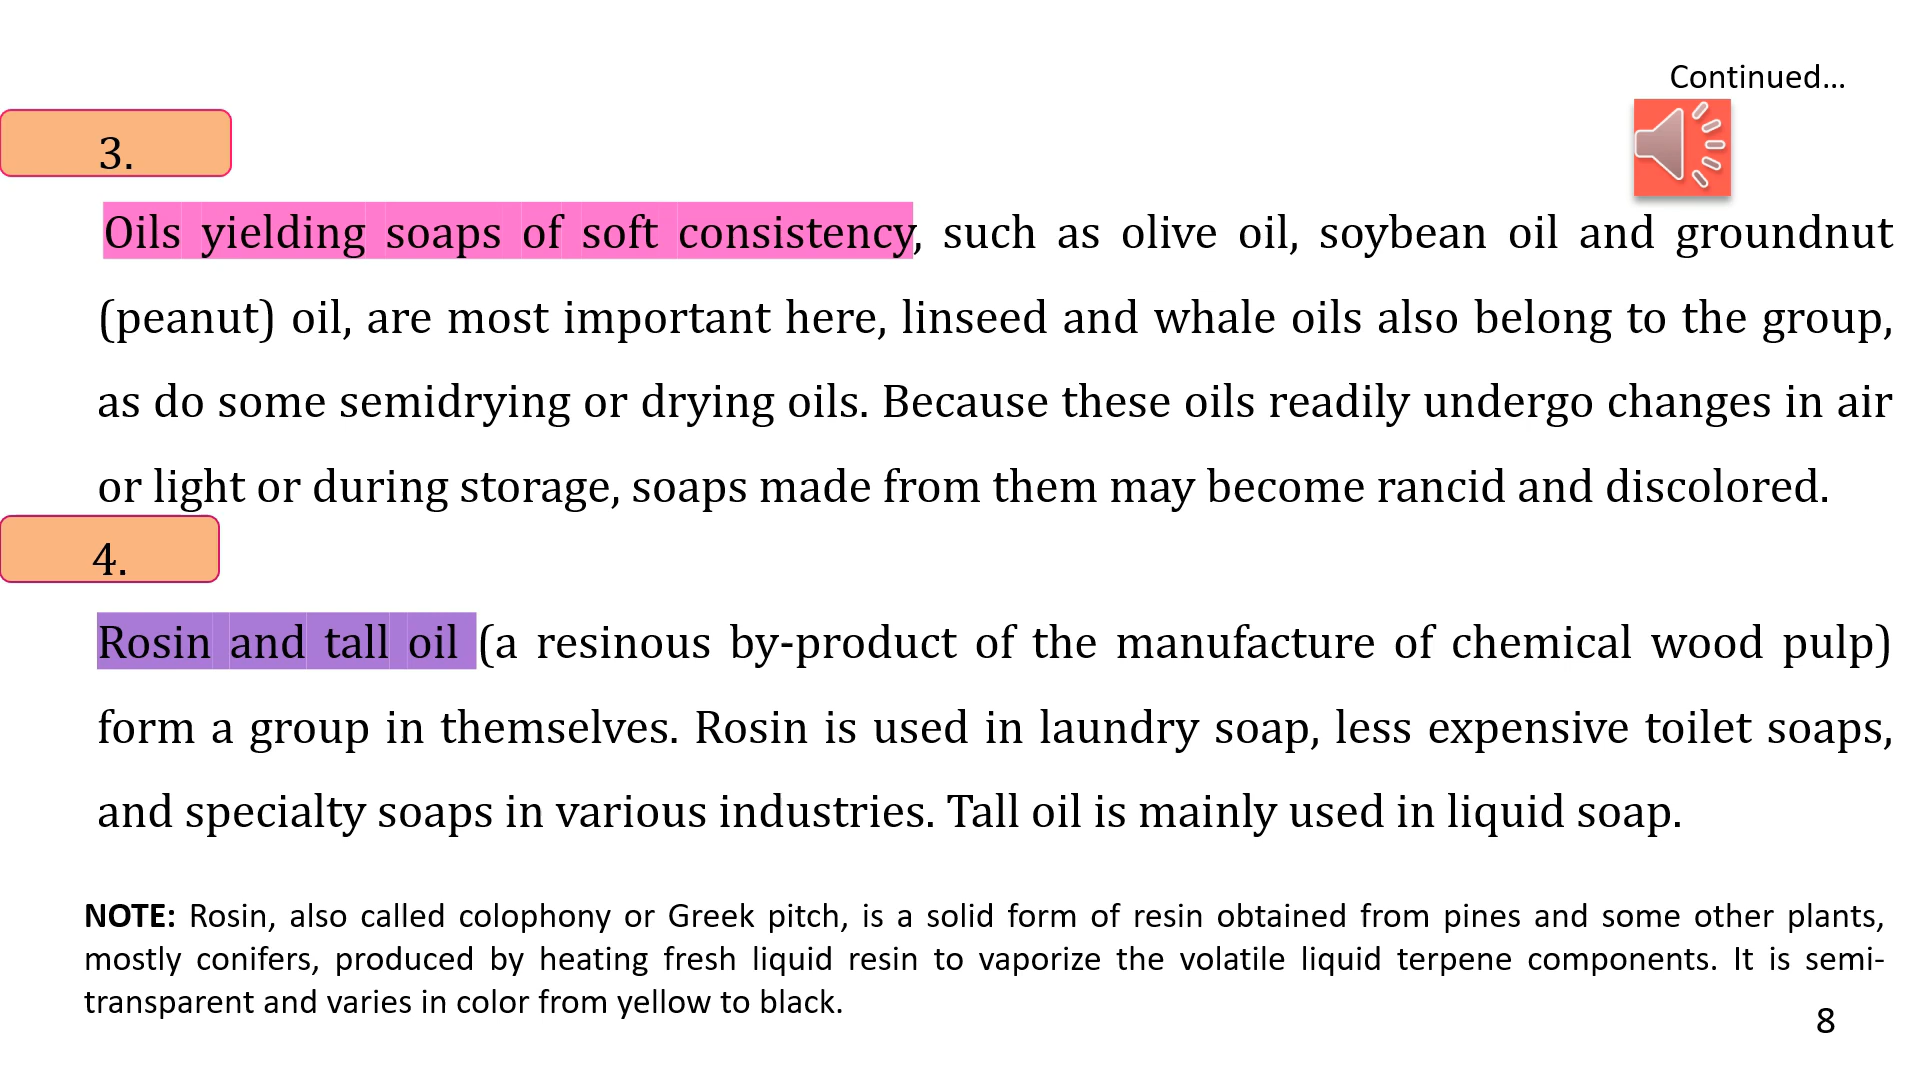 Continued…
3.
Oils yielding soaps of soft consistency, such as olive oil, soybean oil and groundnut
(peanut) oil, are most important here, linseed and whale oils also belong to the group,
as do some semidrying or drying oils. Because these oils readily undergo changes in air
or light or during storage, soaps made from them may become rancid and discolored.
4.
Rosin and tall oil (a resinous by-product of the manufacture of chemical wood pulp)
form a group in themselves. Rosin is used in laundry soap, less expensive toilet soaps,
and specialty soaps in various industries. Tall oil is mainly used in liquid soap.
NOTE: Rosin, also called colophony or Greek pitch, is a solid form of resin obtained from pines and some other plants,
mostly conifers, produced by heating fresh liquid resin to vaporize the volatile liquid terpene components. It is semi-
transparent and varies in color from yellow to black.
8